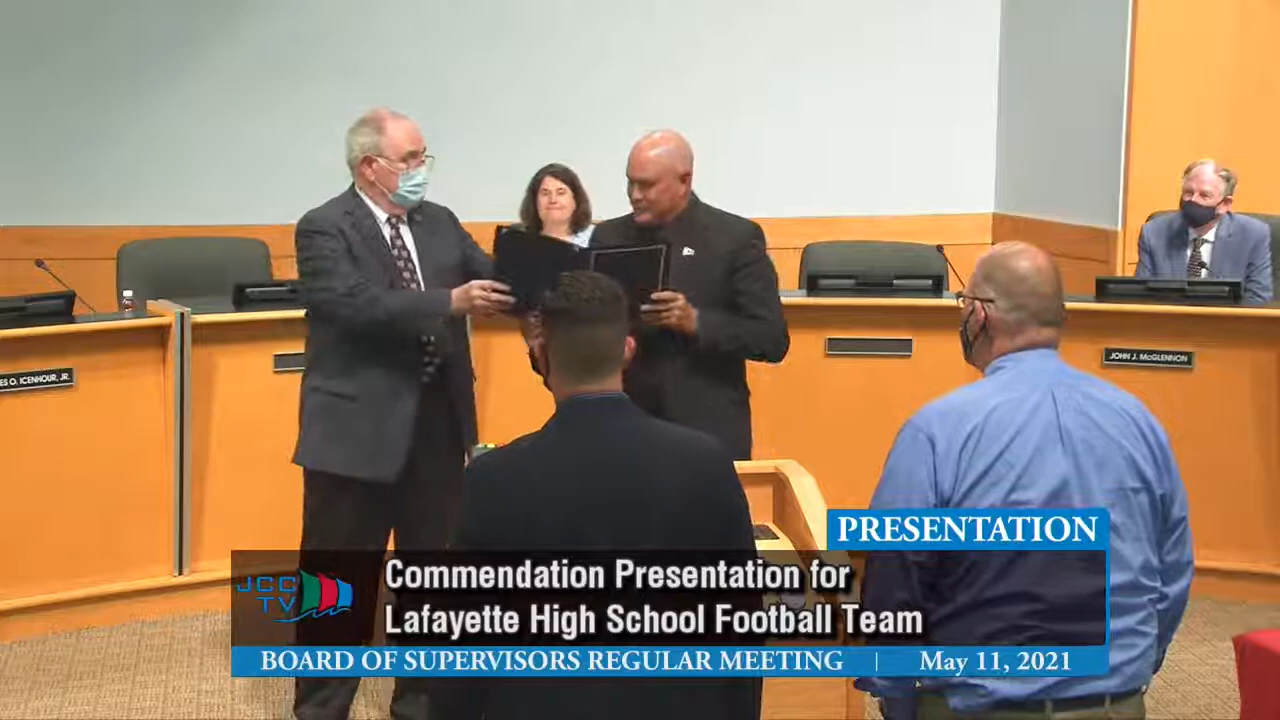 ES O. ICENHOUR, JR.
JOHN J. McGLENNON
PRESENTATION
JCC
TV
Commendation Presentation for
Lafayette High School Football Team
BOARD OF SUPERVISORS REGULAR MEETING | May 11, 2021